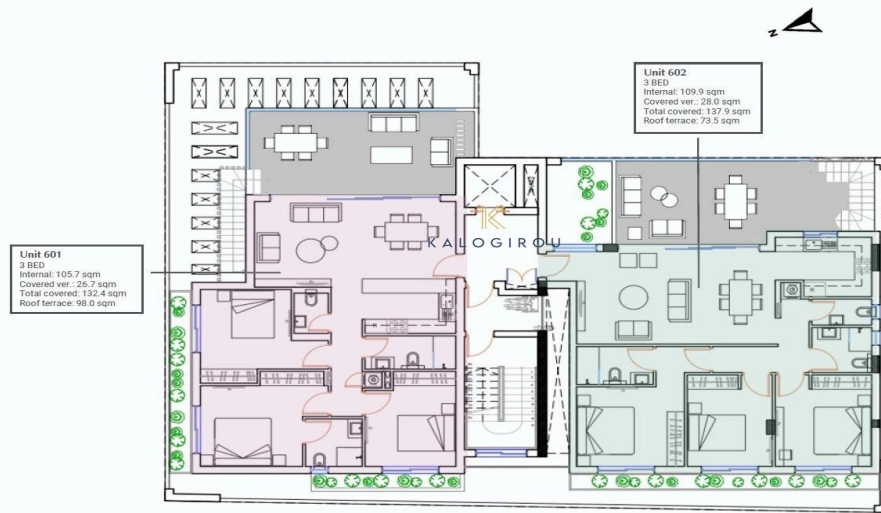 N
Unit 602
3 BED
Internal: 109.9 sqm
Covered ver.: 28.0 sqm
Total covered: 137.9 sqm
Roof terrace: 73.5 sqm
KALOGIROU
Unit 601
3 BED
Internal: 105.7 sqm
Covered ver.: 26.7 sqm
Total covered: 132.4 sqm
Roof terrace: 98.0 sqm